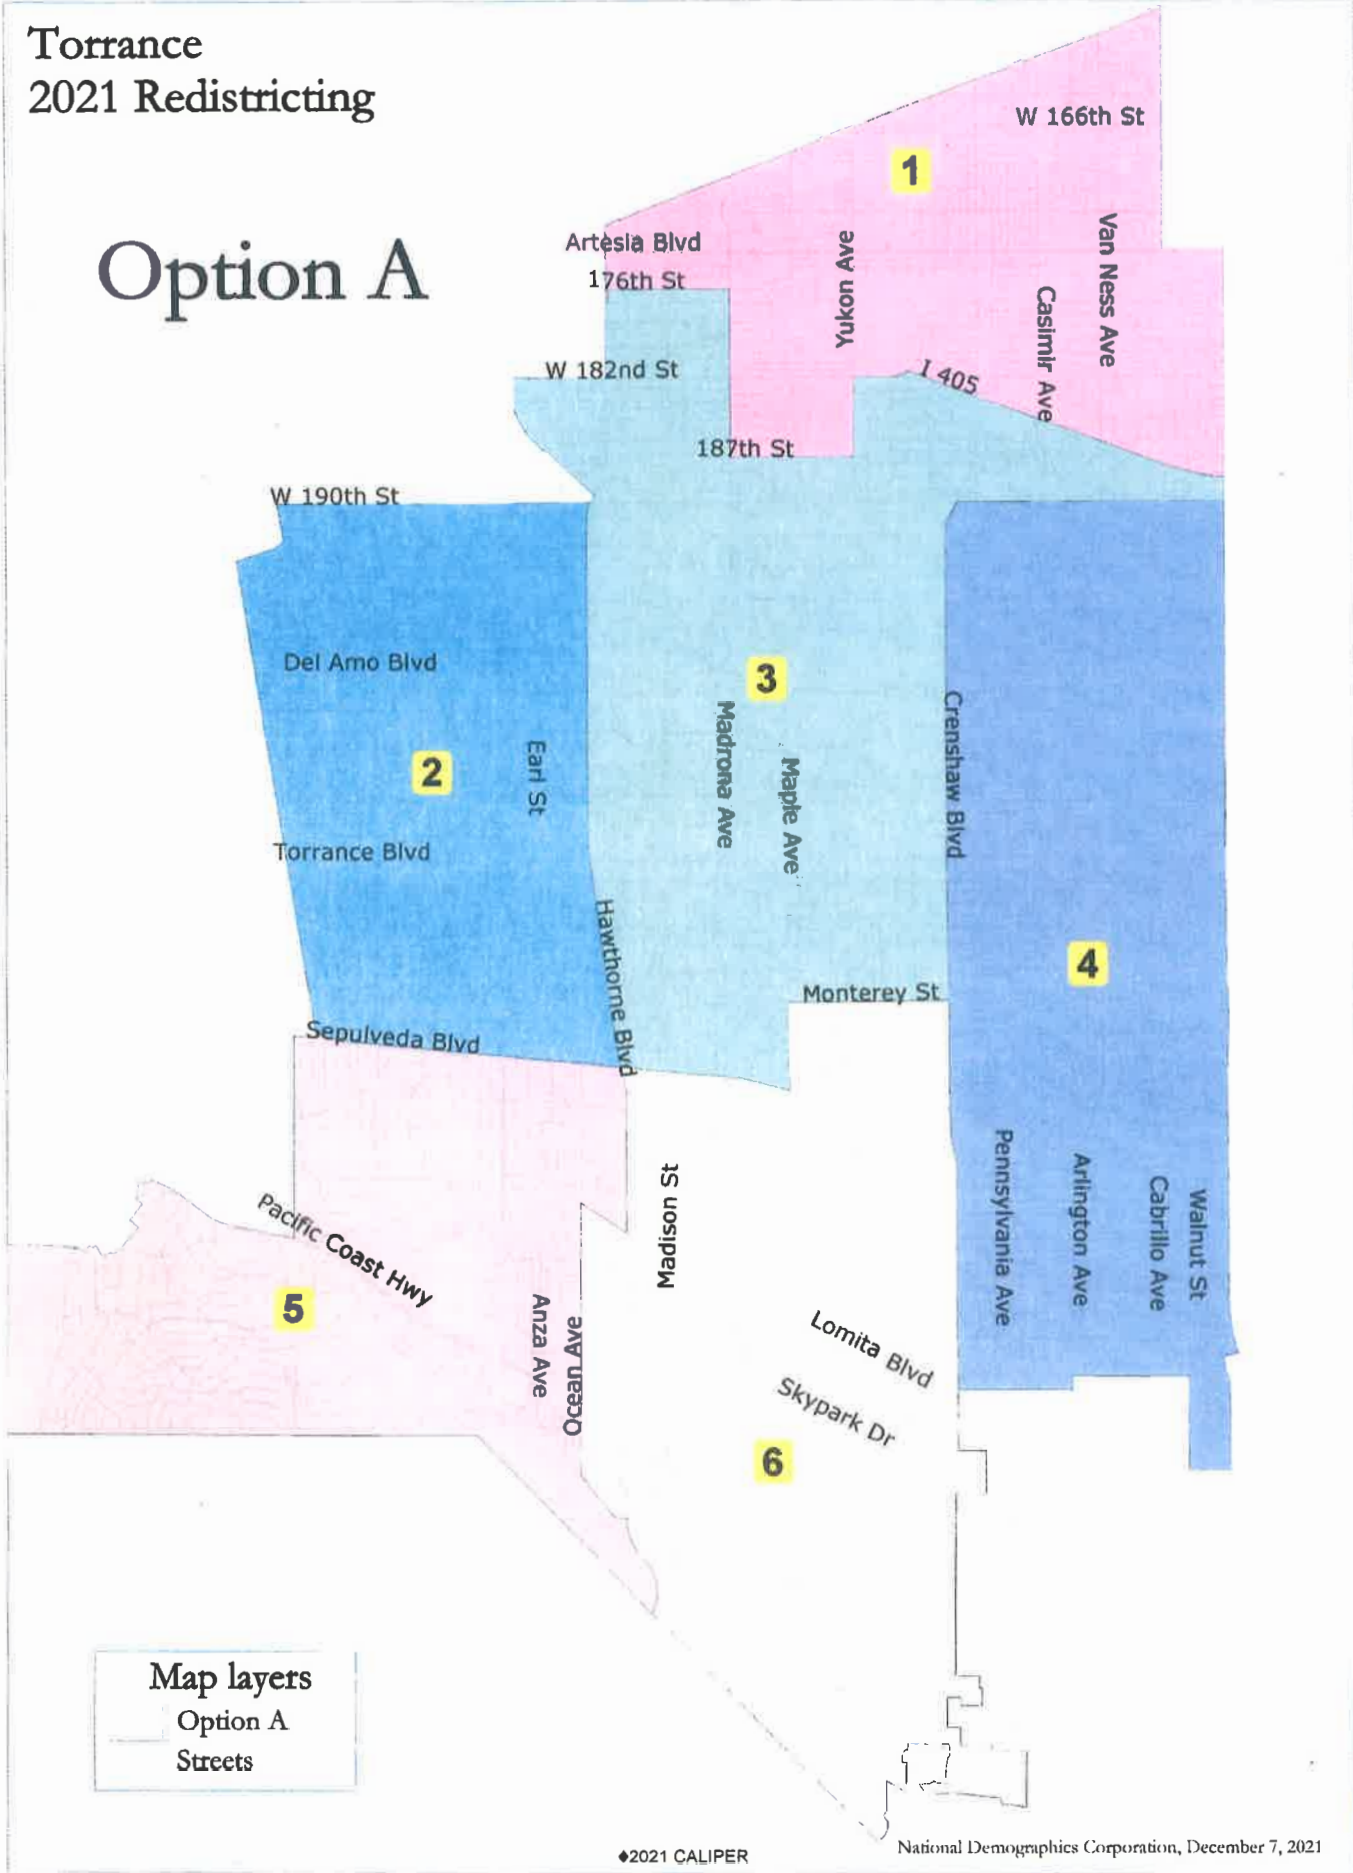 Torrance
2021 Redistricting
Option A
W 166th St
1
Artesia Blvd
Yukon Ave
Van Ness Ave
176th St
Casimir Ave
W 182nd St
I 405
187th St
W 190th St
Del Amo Blvd
3
Madrona Ave
Crenshaw Blvd
2
Earl St
Maple Ave
Torrance Blvd
Hawthorne Blvd
4
Monterey St
Sepulveda Blvd
Pennsylvania Ave
Arlington Ave
Madison St
Cabrillo Ave
Walnut St
Pacific Coast Hwy
5
Anza Ave
Ocean Ave
Lomita Blvd
Skypark Dr
6
Map layers
Option A
Streets
♦2021 CALIPER
National Demographics Corporation, December 7, 2021